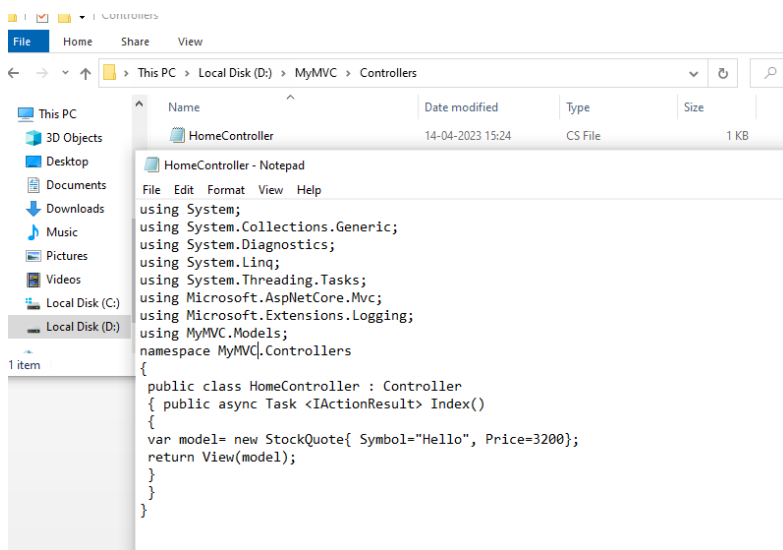 Controllers
File Home Share View
This PC > Local Disk (D:) > MyMVC > Controllers
Name Date modified Type Size
HomeController 14-04-2023 15:24 CS File 1 KB
This PC
3D Objects
Desktop
Documents
Downloads
Music
Pictures
Videos
Local Disk (C:)
Local Disk (D:)
1 item
HomeController - Notepad
File Edit Format View Help
using System;
using System.Collections.Generic;
using System.Diagnostics;
using System.Linq;
using System.Threading.Tasks;
using Microsoft.AspNetCore.Mvc;
using Microsoft.Extensions.Logging;
using MyMVC.Models;
namespace MyMVC.Controllers
{
public class HomeController : Controller
{ public async Task <IActionResult> Index()
{
var model= new StockQuote{ Symbol="Hello", Price=3200};
return View(model);
}
}
}